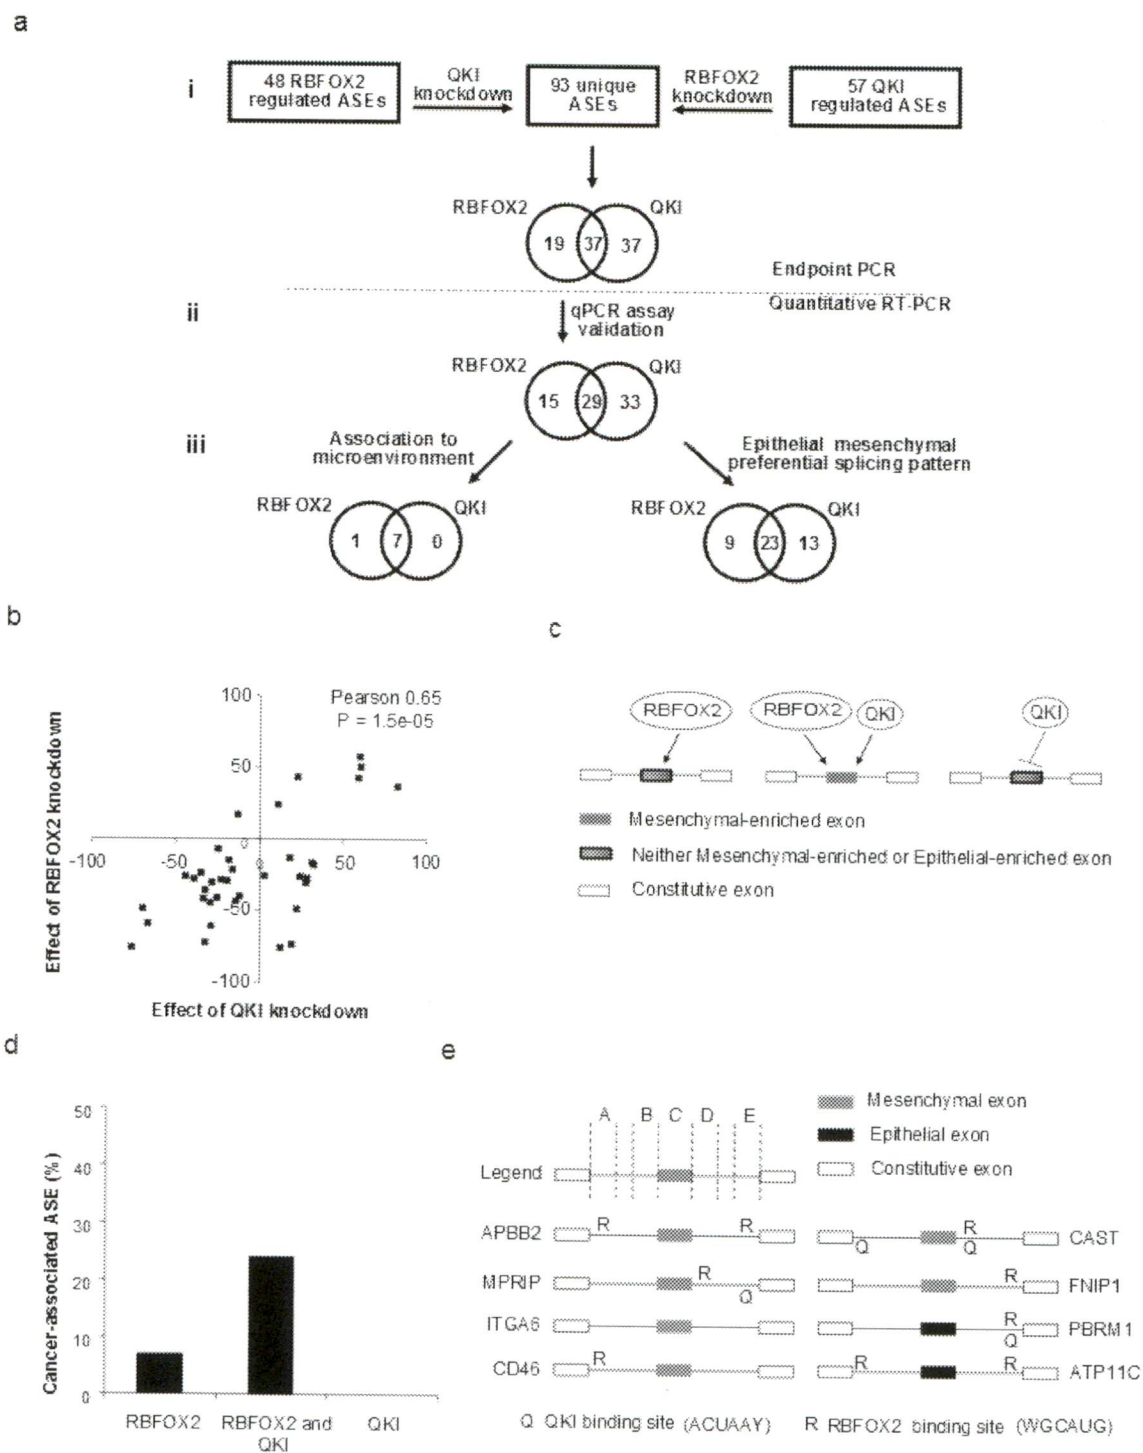 a
i
48 RBFOX2
regulated ASEs
QKI
knockdown
93 unique
ASEs
RBFOX2
knockdown
57 QKI
regulated ASEs
RBFOX2
QKI
19
37
37
Endpoint PCR
ii
qPCR assay
validation
Quantitative RT-PCR
RBFOX2
QKI
15
29
33
iii
Association to
microenvironment
Epithelial mesenchymal
preferential splicing pattern
RBFOX2
QKI
1
7
0
RBFOX2
QKI
9
23
13
b
Effect of RBFOX2 knockdown
Pearson 0.65
P = 1.5e-05
100
50
0
-50
-100
-100
-50
0
50
100
Effect of QKI knockdown
c
RBFOX2
RBFOX2
QKI
QKI
Mesenchymal-enriched exon
Neither Mesenchymal-enriched or Epithelial-enriched exon
Constitutive exon
d
Cancer-associated ASE (%)
50
40
30
20
10
0
RBFOX2
RBFOX2 and
QKI
QKI
e
A B C D E
Legend
Mesenchymal exon
Epithelial exon
Constitutive exon
APBB2
R
R
MPRIP
R
Q
ITGA6
CD46
R
R
Q
Q
CAST
R
FNIP1
R
Q
PBRM1
R
R
ATP11C
Q QKI binding site (ACUAAY)
R RBFOX2 binding site (WGCAUG)